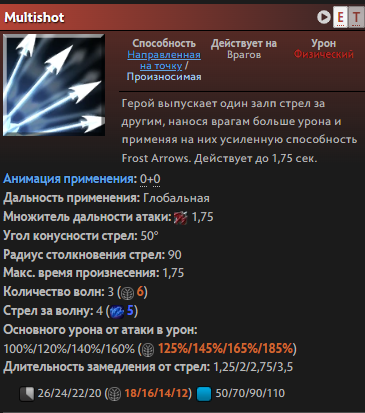 Multishot
E T
Способность
Направленная
на точку /
Произносимая
Действует на
Врагов
Урон
Физический
Герой выпускает один залп стрел за
другим, нанося врагам больше урона и
применяя на них усиленную способность
Frost Arrows. Действует до 1,75 сек.
Анимация применения: 0+0
Дальность применения: Глобальная
Множитель дальности атаки: 1,75
Угол конусности стрел: 50°
Радиус столкновения стрел: 90
Макс. время произнесения: 1,75
Количество волн: 3 ( 6)
Стрел за волну: 4 ( 5)
Основного урона от атаки в урон:
100%/120%/140%/160% ( 125%/145%/165%/185%)
Длительность замедления от стрел: 1,25/2/2,75/3,5
26/24/22/20 ( 18/16/14/12) 50/70/90/110